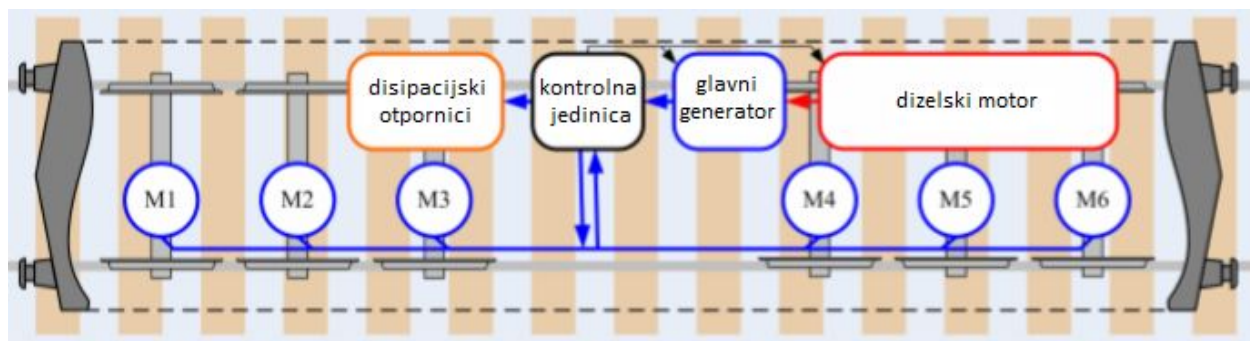 disipacijski
otpornici
kontrolna
jedinica
glavni
generator
dizelski motor
M1
M2
M3
M4
M5
M6